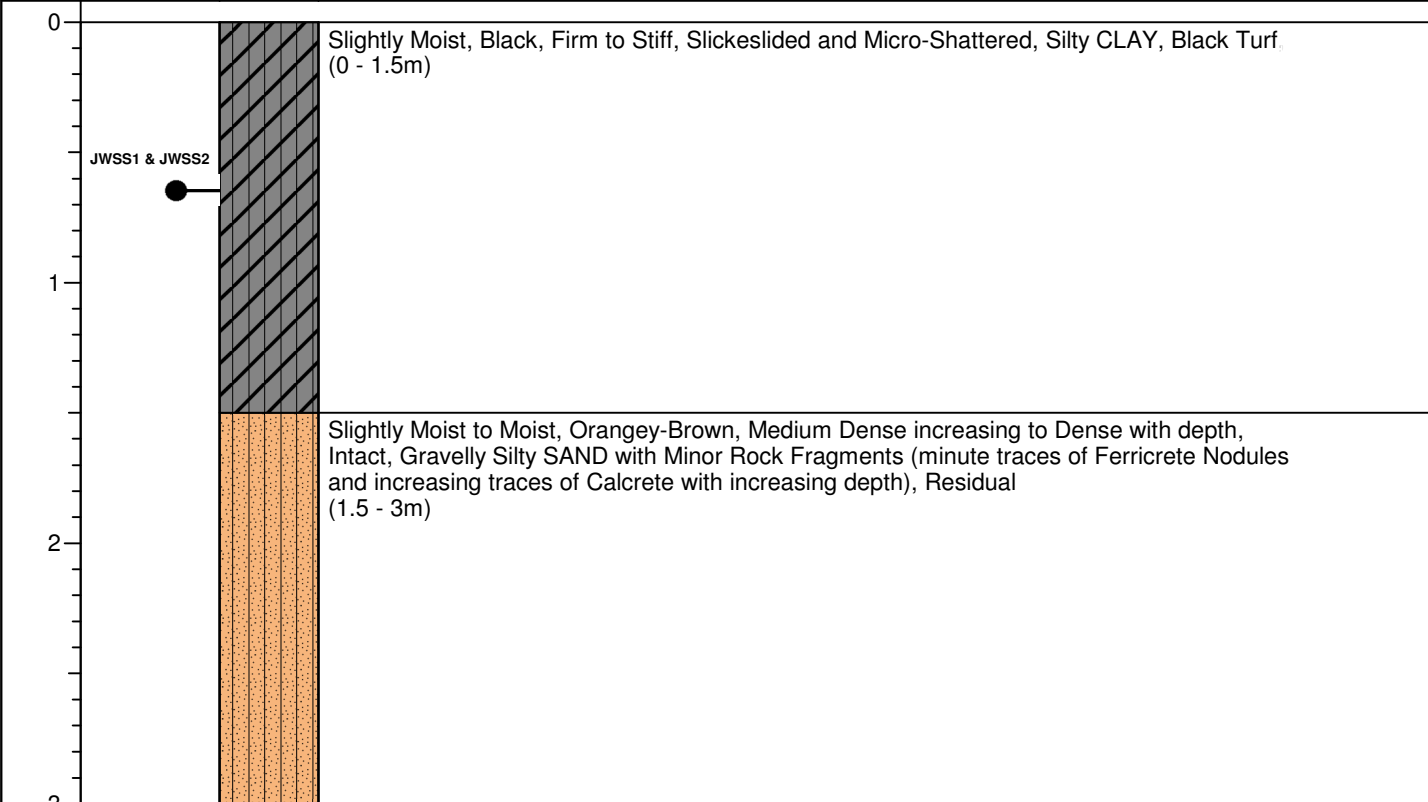 0
Slightly Moist, Black, Firm to Stiff, Slickeslided and Micro-Shattered, Silty CLAY, Black Turf
(0 - 1.5m)
JWSS1 & JWSS2
1
Slightly Moist to Moist, Orangey-Brown, Medium Dense increasing to Dense with depth,
Intact, Gravelly Silty SAND with Minor Rock Fragments (minute traces of Ferricrete Nodules
and increasing traces of Calcrete with increasing depth), Residual
(1.5 - 3m)
2